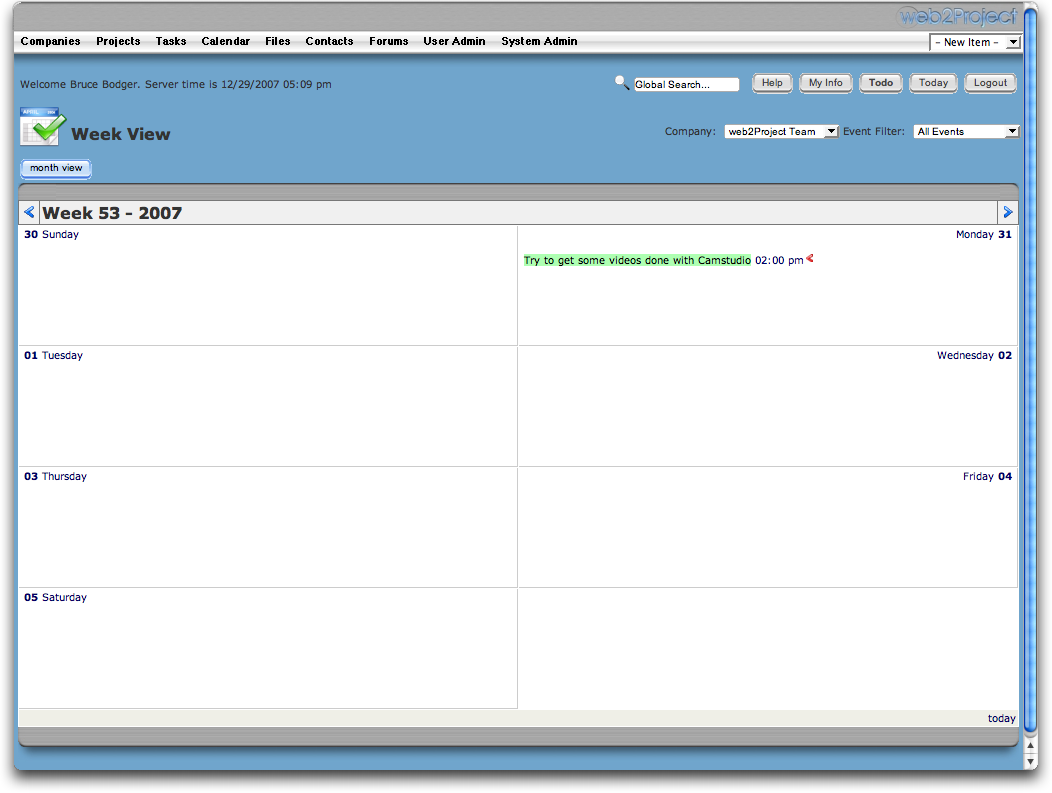 web2Project
Companies Projects Tasks Calendar Files Contacts Forums User Admin System Admin - New Item -
Welcome Bruce Bodger. Server time is 12/29/2007 05:09 pm Global Search... Help My Info Todo Today Logout
Week View Company: web2Project Team Event Filter: All Events
month view
Week 53 - 2007
30 Sunday Monday 31
Try to get some videos done with Camstudio 02:00 pm
01 Tuesday Wednesday 02
03 Thursday Friday 04
05 Saturday
today